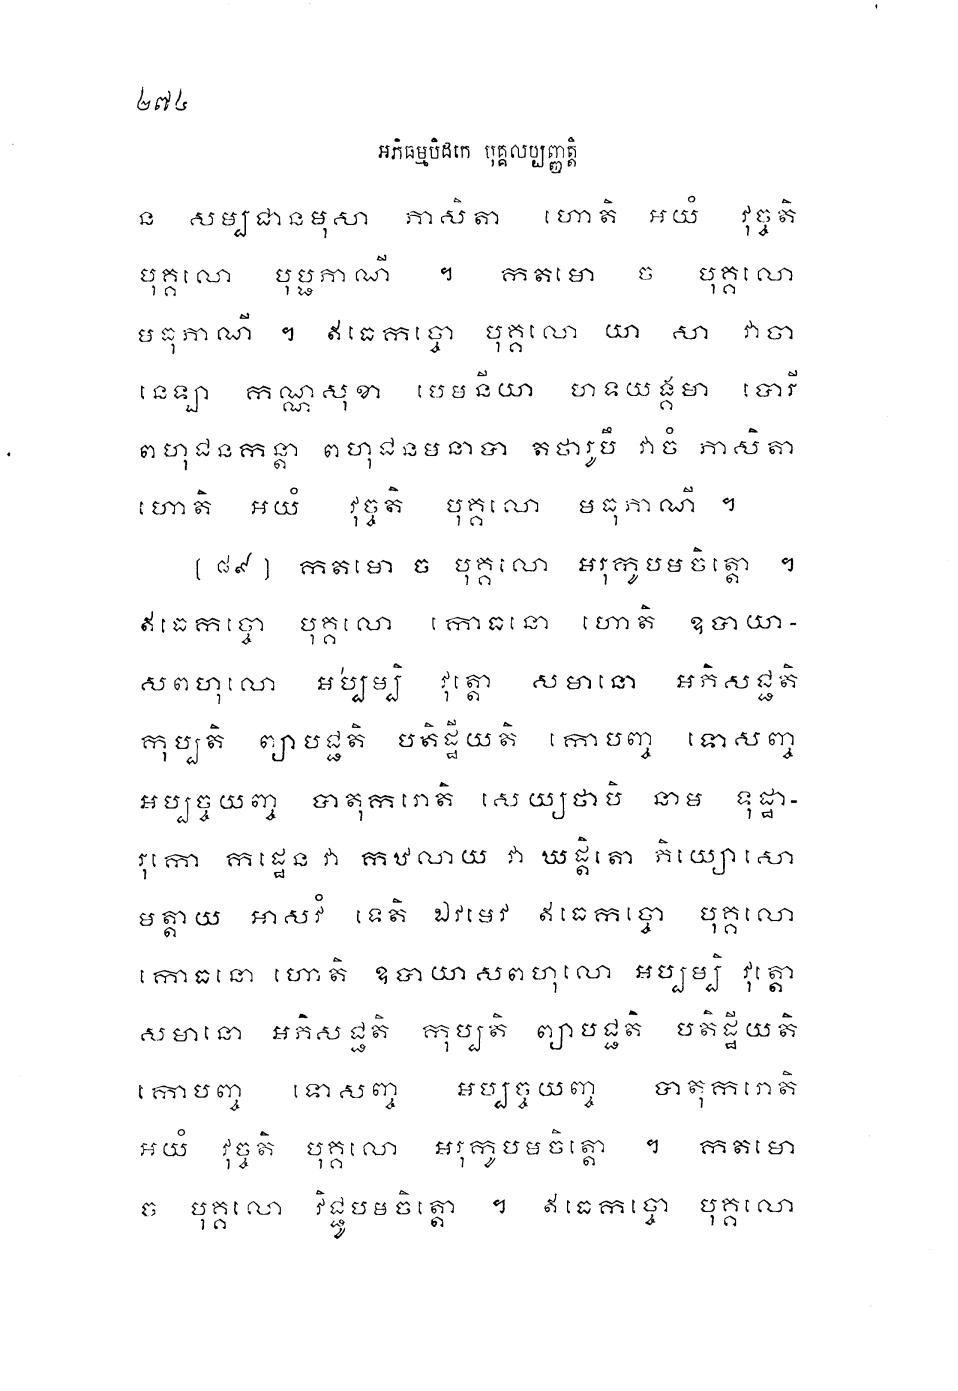 ២៧៤
អភិធម្មបិដកេ បុគ្គលប្បញ្ញត្តិ
ន សម្បជានមុសា ភាសិតា ហោតិ អយំ វុច្ចតិ
បុគ្គលោ បុប្ផភាណី ។ កតមោ ច បុគ្គលោ
មធុភាណី ។ ឥធេកច្ចោ បុគ្គលោ យា សា វាចា
នេឡា កណ្ណសុខា បេមនីយា ហទយង្គមា បោរី
ពហុជនកន្តា ពហុជនមនាបា តថារូបឹ វាចំ ភាសិតា
ហោតិ អយំ វុច្ចតិ បុគ្គលោ មធុភាណី ។
[ ៨៩ ] កតមោ ច បុគ្គលោ អរុកូបមចិត្តោ ។
ឥធេកច្ចោ បុគ្គលោ កោធនោ ហោតិ ឧបាយា-
សពហុលោ អប់្បម្បិ វុត្តោ សមានោ អភិសជ្ជតិ
កុប្បតិ ព្យាបជ្ជតិ បតិដ្ឋីយតិ កោបញ្ច ទោសញ្ច
អប្បច្ចយញ្ច បាតុករោតិ សេយ្យថាបិ នាម ទុដ្ឋា-
រុកោ កដ្ឋេន វា កឋលាយ វា ឃដ្តិតោ ភិយ្យោសោ
មត្តាយ អាសវំ ទេតិ ឯវមេវ ឥធេកច្ចោ បុគ្គលោ
កោធនោ ហោតិ ឧបាយាសពហុលោ អប្បម្បិ វុត្តោ
សមានោ អភិសជ្ជតិ កុប្បតិ ព្យាបជ្ជតិ បតិដ្ឋីយតិ
កោបញ្ច ទោសញ្ច អប្បច្ចយញ្ច បាតុករោតិ
អយំ វុច្ចតិ បុគ្គលោ អរុកូបមចិត្តោ ។ កតមោ
ច បុគ្គលោ វិជ្ជូបមចិត្តោ ។ ឥធេកច្ចោ បុគ្គលោ